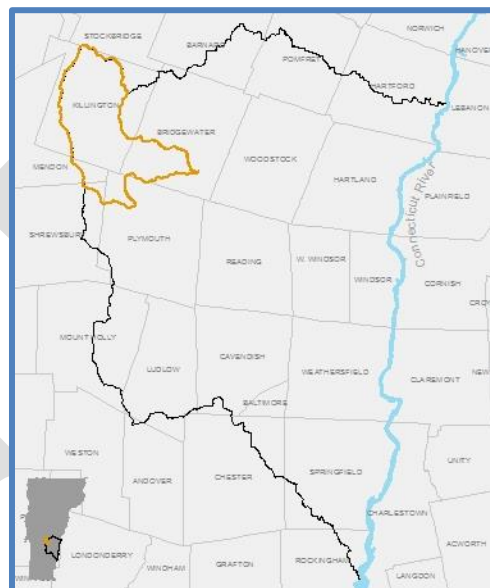 NORWICH
STOCKBRIDGE
BARNARD
HANOVER
POMFRET
HARTFORD
KILLINGTON
LEBANON
BRIDGEWATER
WOODSTOCK
MENDON
HARTLAND
PLAINFIELD
Connecticut River
SHREWSBURY
PLYMOUTH
READING
W. WINDSOR
WINDSOR
CORNISH
CRO
MOUNT HOLLY
CAVENDISH
LUDLOW
WEATHERSFIELD
NEW
CLAREMONT
BALTIMORE
UNITY
WESTON
SPRINGFIELD
CHESTER
ANDOVER
CHARLESTOWN
ACWORTH
LONDONDERRY
ROCKINGHAM
GRAFTON
WINDHAM
LANGDON